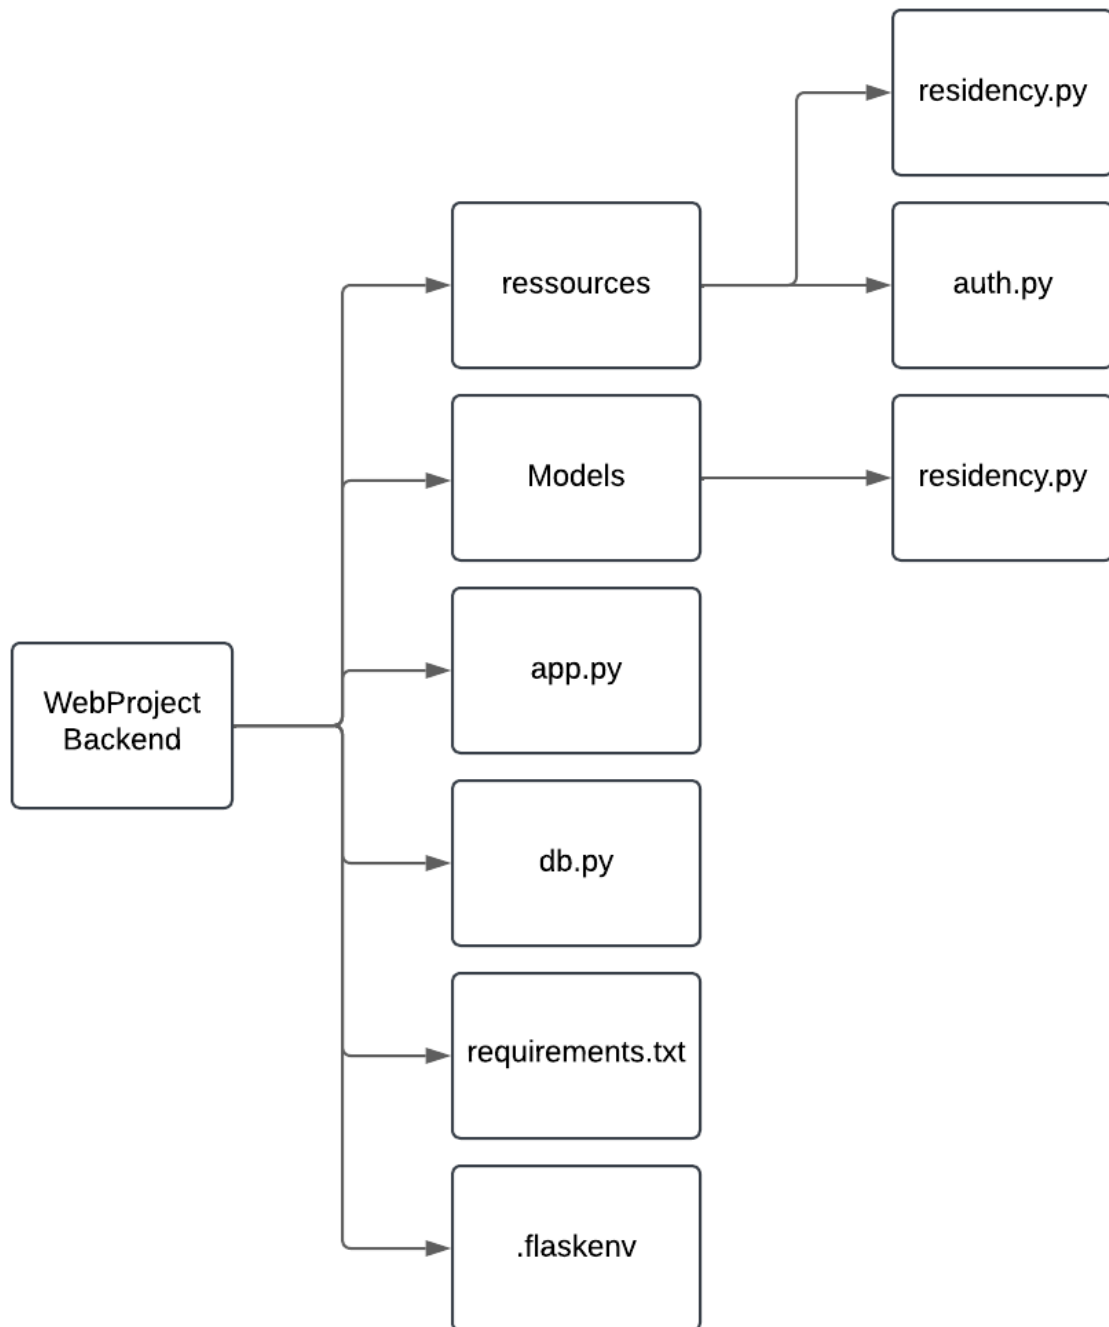 residency.py
ressources
auth.py
Models
residency.py
app.py
WebProject
Backend
db.py
requirements.txt
.flaskenv